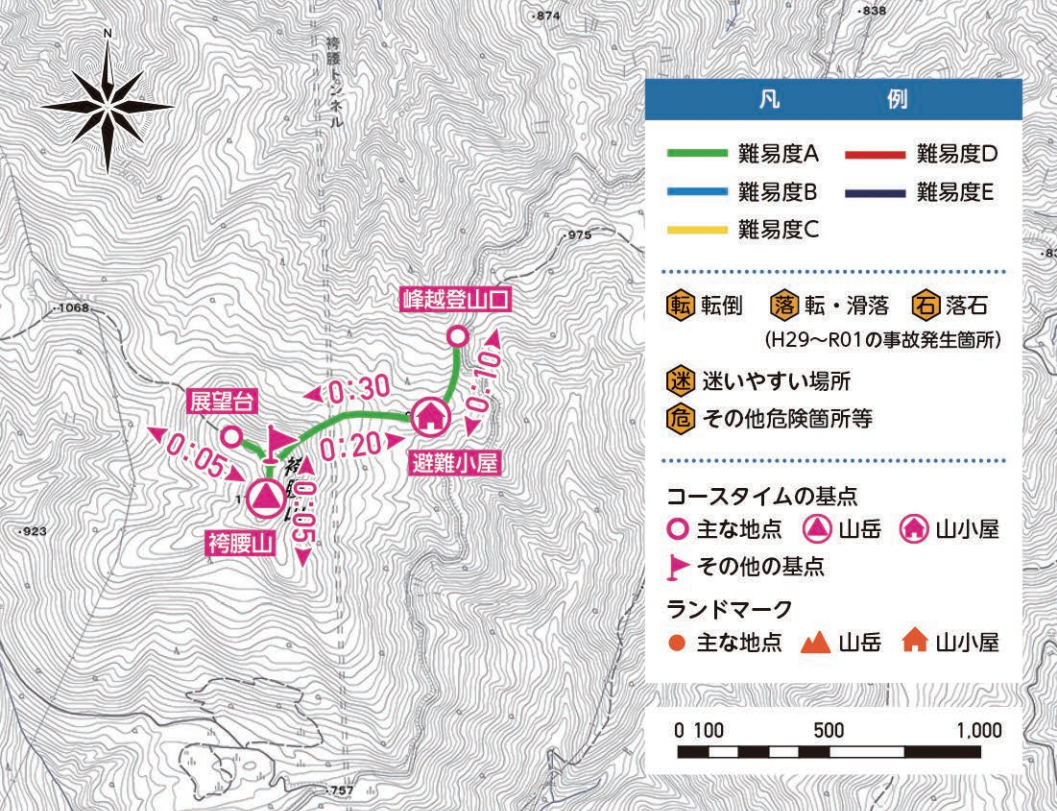 ・874
・838
N
袴腰トンネル
凡 例
難易度A 難易度D
難易度B 難易度E
難易度C
・975
転 転倒 落 転・滑落 石 落石
(H29～R01の事故発生箇所)
・1068
峰越登山口
迷 迷いやすい場所
0:30
0:10
展望台
危 その他危険箇所等
0:20
0:05
避難小屋
袴腰山
0:05
コースタイムの基点
主な地点 山岳 山小屋
・923
袴腰山
その他の基点
ランドマーク
主な地点 山岳 山小屋
0 100 500 1,000
・757